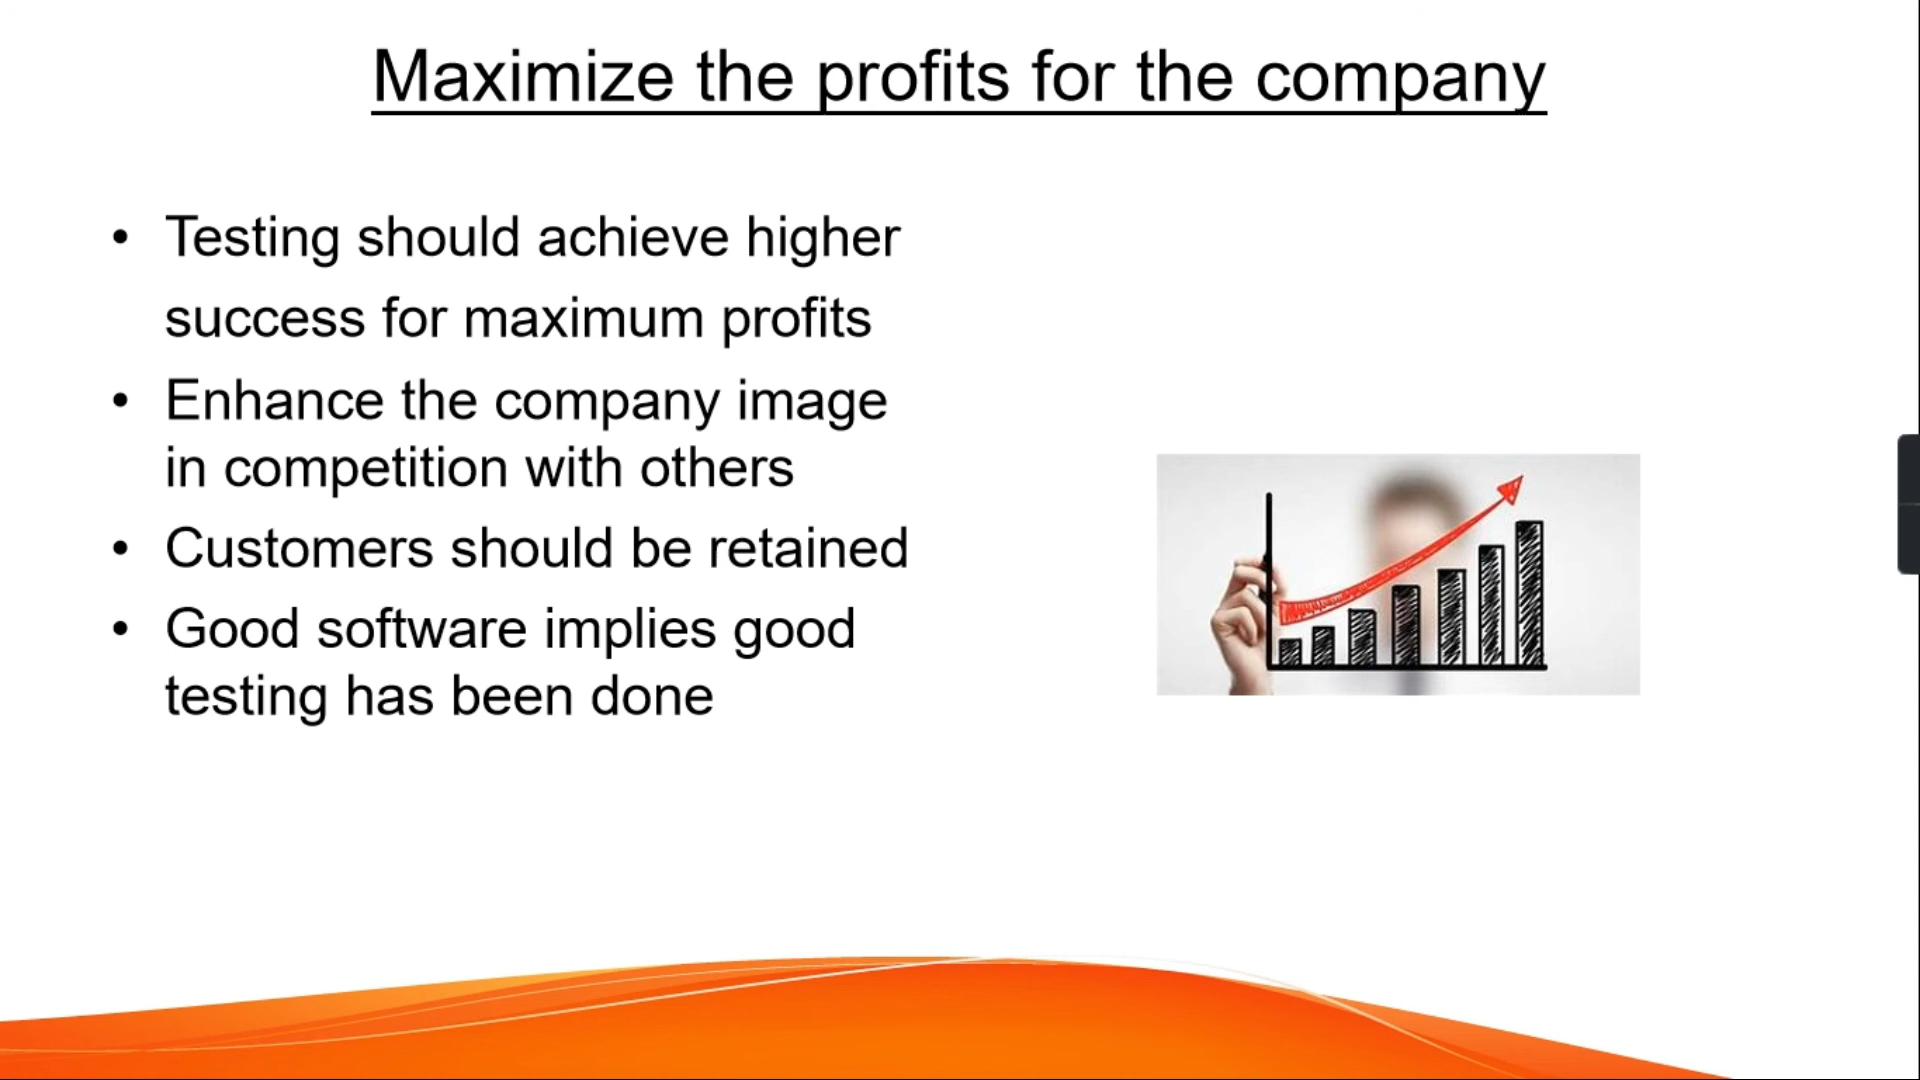 Maximize the profits for the company
• Testing should achieve higher
success for maximum profits
• Enhance the company image
in competition with others
• Customers should be retained
• Good software implies good
testing has been done